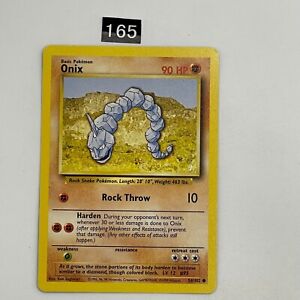 165
Basic Pokémon
Onix
90 HP
Rock Snake Pokémon. Length: 28' 10", Weight: 463 lbs.
Rock Throw 10
Harden During your opponent's next turn,
whenever 30 or less damage is done to Onix
(after applying Weakness and Resistance), prevent
that damage. (Any other effects of attacks still
happen.)
weakness resistance retreat cost
As it grows, the stone portions of its body harden to become
similar to a diamond, though colored black. LV. 12 #95
56/102